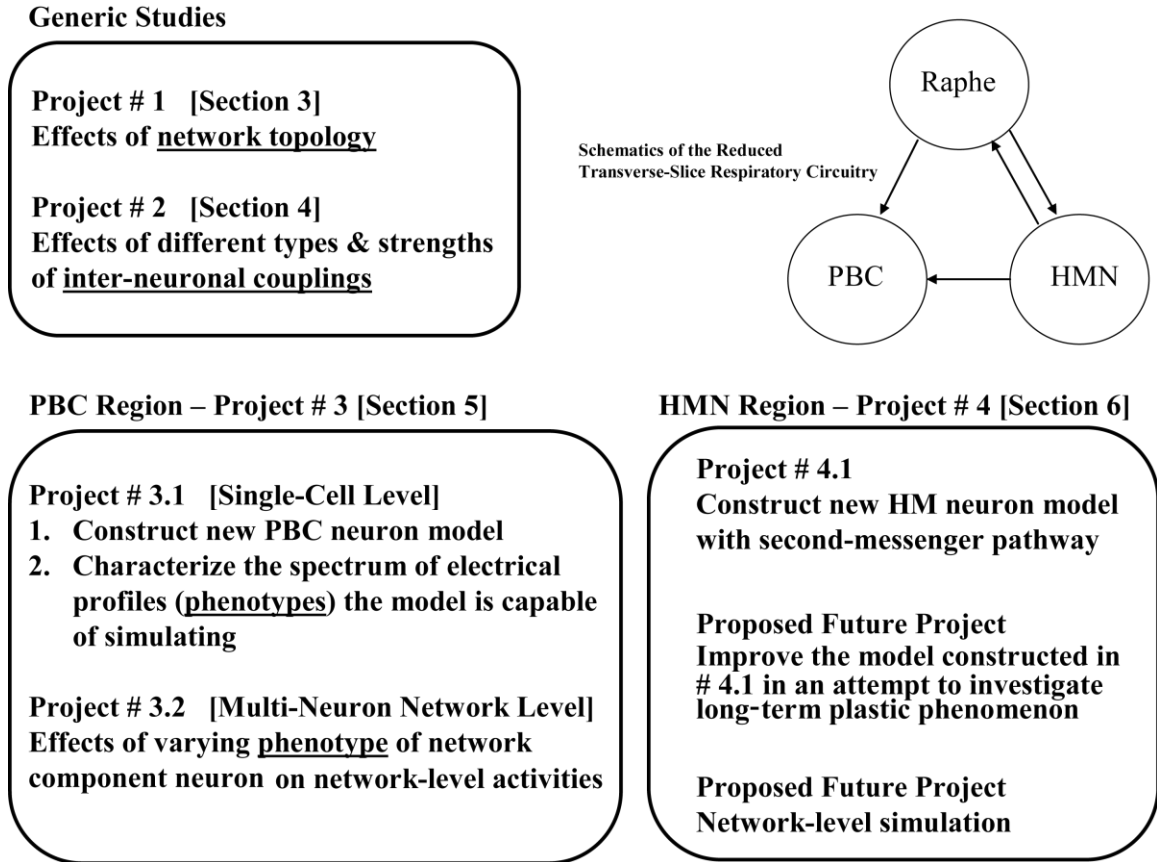 Generic Studies
Project # 1 [Section 3]
Effects of network topology
Project # 2 [Section 4]
Effects of different types & strengths
of inter-neuronal couplings
Schematics of the Reduced
Transverse-Slice Respiratory Circuitry
Raphe
PBC
HMN
PBC Region – Project # 3 [Section 5]
Project # 3.1 [Single-Cell Level]
1. Construct new PBC neuron model
2. Characterize the spectrum of electrical
profiles (phenotypes) the model is capable
of simulating
Project # 3.2 [Multi-Neuron Network Level]
Effects of varying phenotype of network
component neuron on network-level activities
HMN Region – Project # 4 [Section 6]
Project # 4.1
Construct new HM neuron model
with second-messenger pathway
Proposed Future Project
Improve the model constructed in
# 4.1 in an attempt to investigate
long-term plastic phenomenon
Proposed Future Project
Network-level simulation